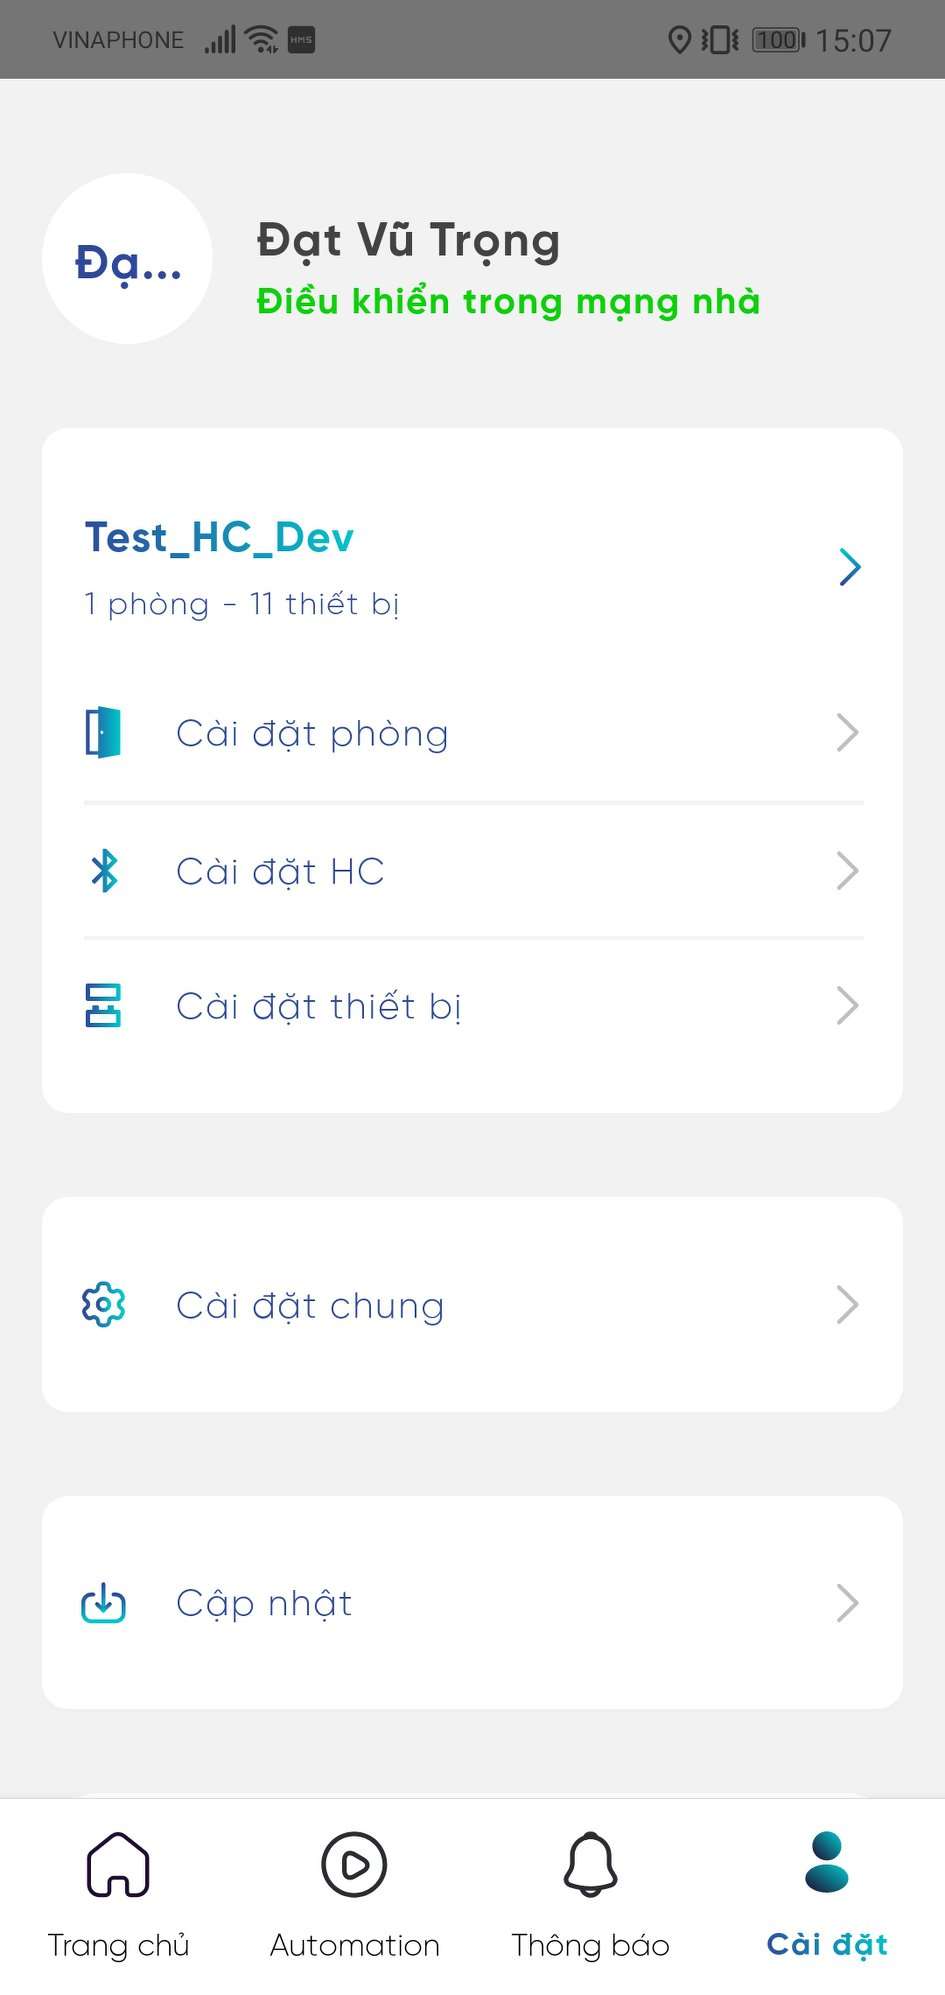 VINAPHONE HMS 100 15:07
Đạ...
Đạt Vũ Trọng
Điều khiển trong mạng nhà
Test_HC_Dev
1 phòng - 11 thiết bị
Cài đặt phòng
Cài đặt HC
Cài đặt thiết bị
Cài đặt chung
Cập nhật
Trang chủ Automation Thông báo Cài đặt